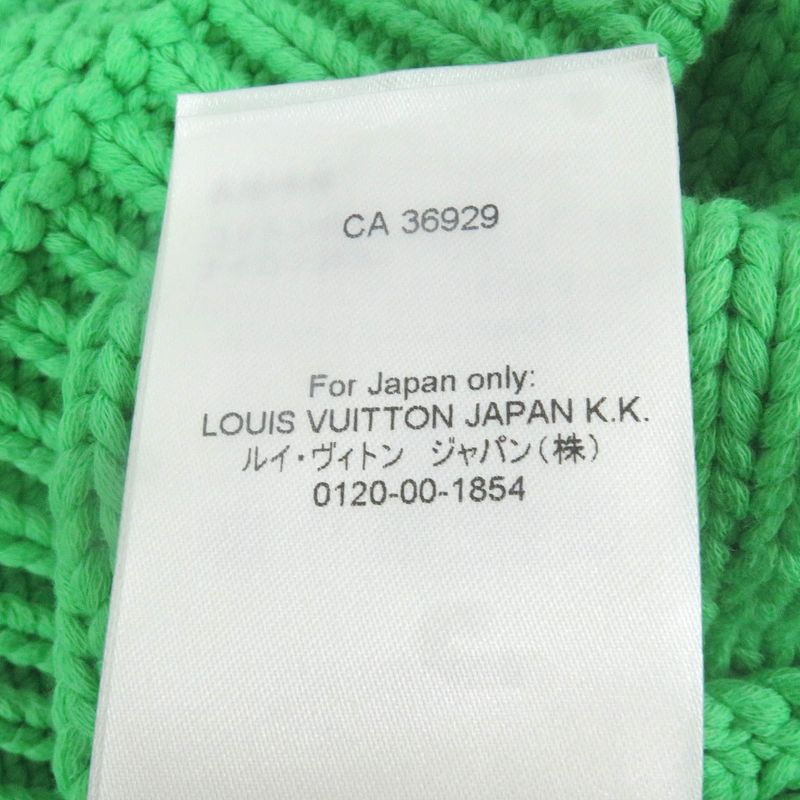 CA 36929
For Japan only:
LOUIS VUITTON JAPAN K.K.
ルイ・ヴィトン　ジャパン(株)
0120-00-1854